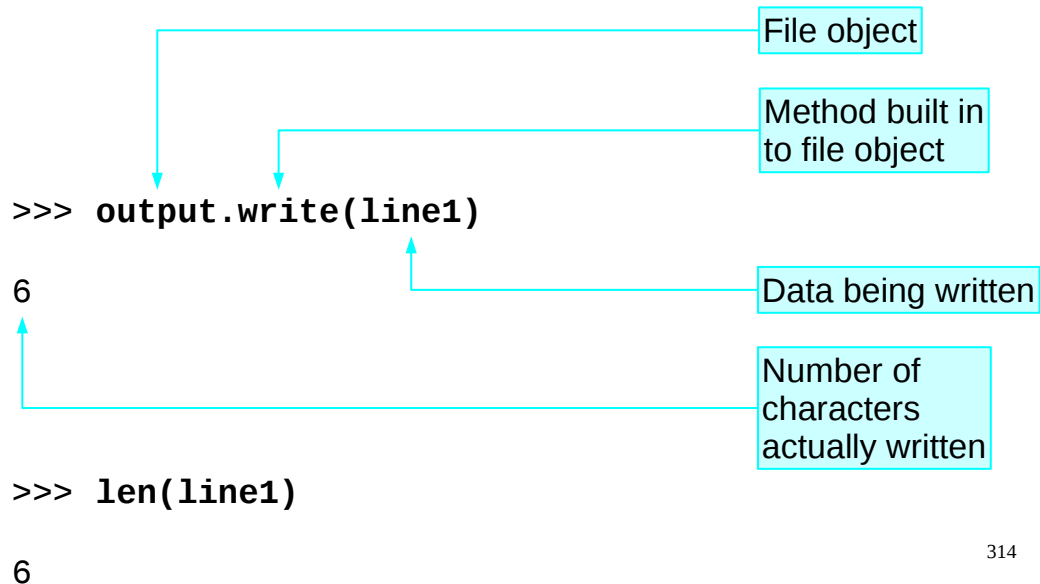 File object
Method built in
to file object
>>> output.write(line1)
6
Data being written
Number of
characters
actually written
>>> len(line1)
314
6